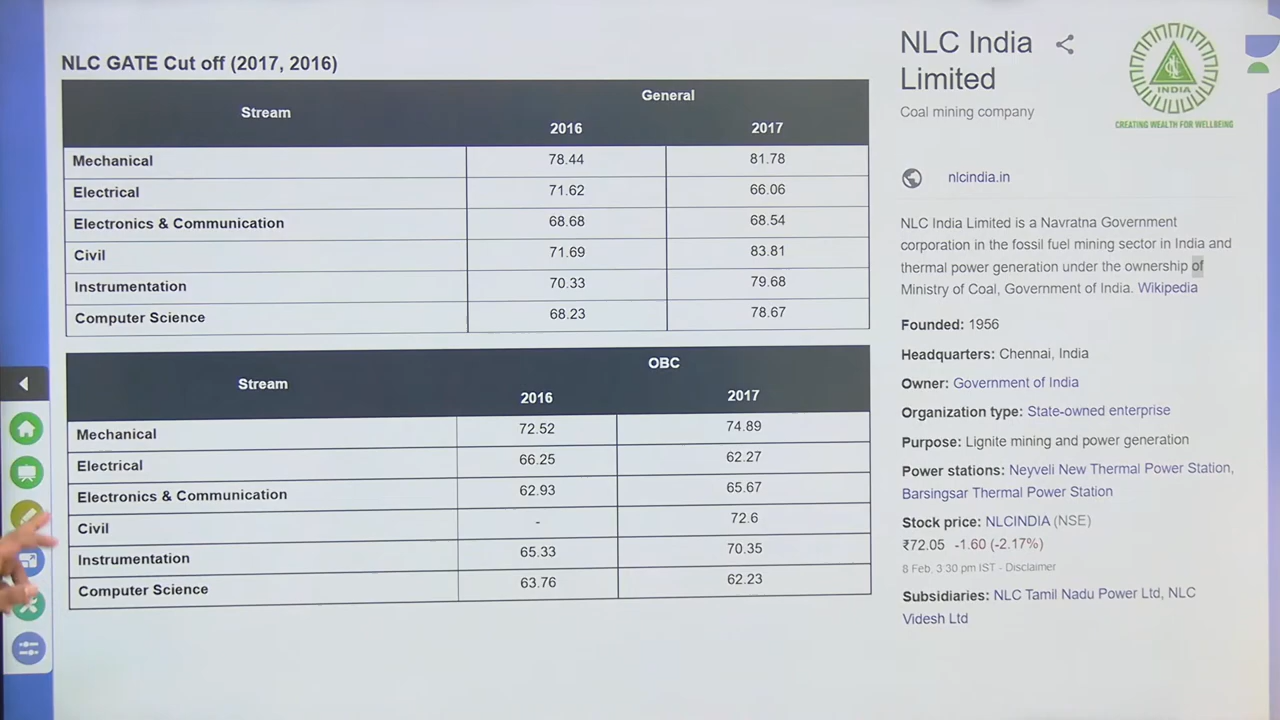 NLC GATE Cut off (2017, 2016)
Stream General
2016 2017
Mechanical 78.44 81.78
Electrical 71.62 66.06
Electronics & Communication 68.68 68.54
Civil 71.69 83.81
Instrumentation 70.33 79.68
Computer Science 68.23 78.67
Stream OBC
2016 2017
Mechanical 72.52 74.89
Electrical 66.25 62.27
Electronics & Communication 62.93 65.67
Civil - 72.6
Instrumentation 65.33 70.35
Computer Science 63.76 62.23
NLC India
Limited
Coal mining company
INDIA
CREATING WEALTH FOR WELLBEING
nlcindia.in
NLC India Limited is a Navratna Government
corporation in the fossil fuel mining sector in India and
thermal power generation under the ownership of
Ministry of Coal, Government of India. Wikipedia
Founded: 1956
Headquarters: Chennai, India
Owner: Government of India
Organization type: State-owned enterprise
Purpose: Lignite mining and power generation
Power stations: Neyveli New Thermal Power Station,
Barsingsar Thermal Power Station
Stock price: NLCINDIA (NSE)
₹72.05 -1.60 (-2.17%)
8 Feb, 3:30 pm IST - Disclaimer
Subsidiaries: NLC Tamil Nadu Power Ltd, NLC
Videsh Ltd